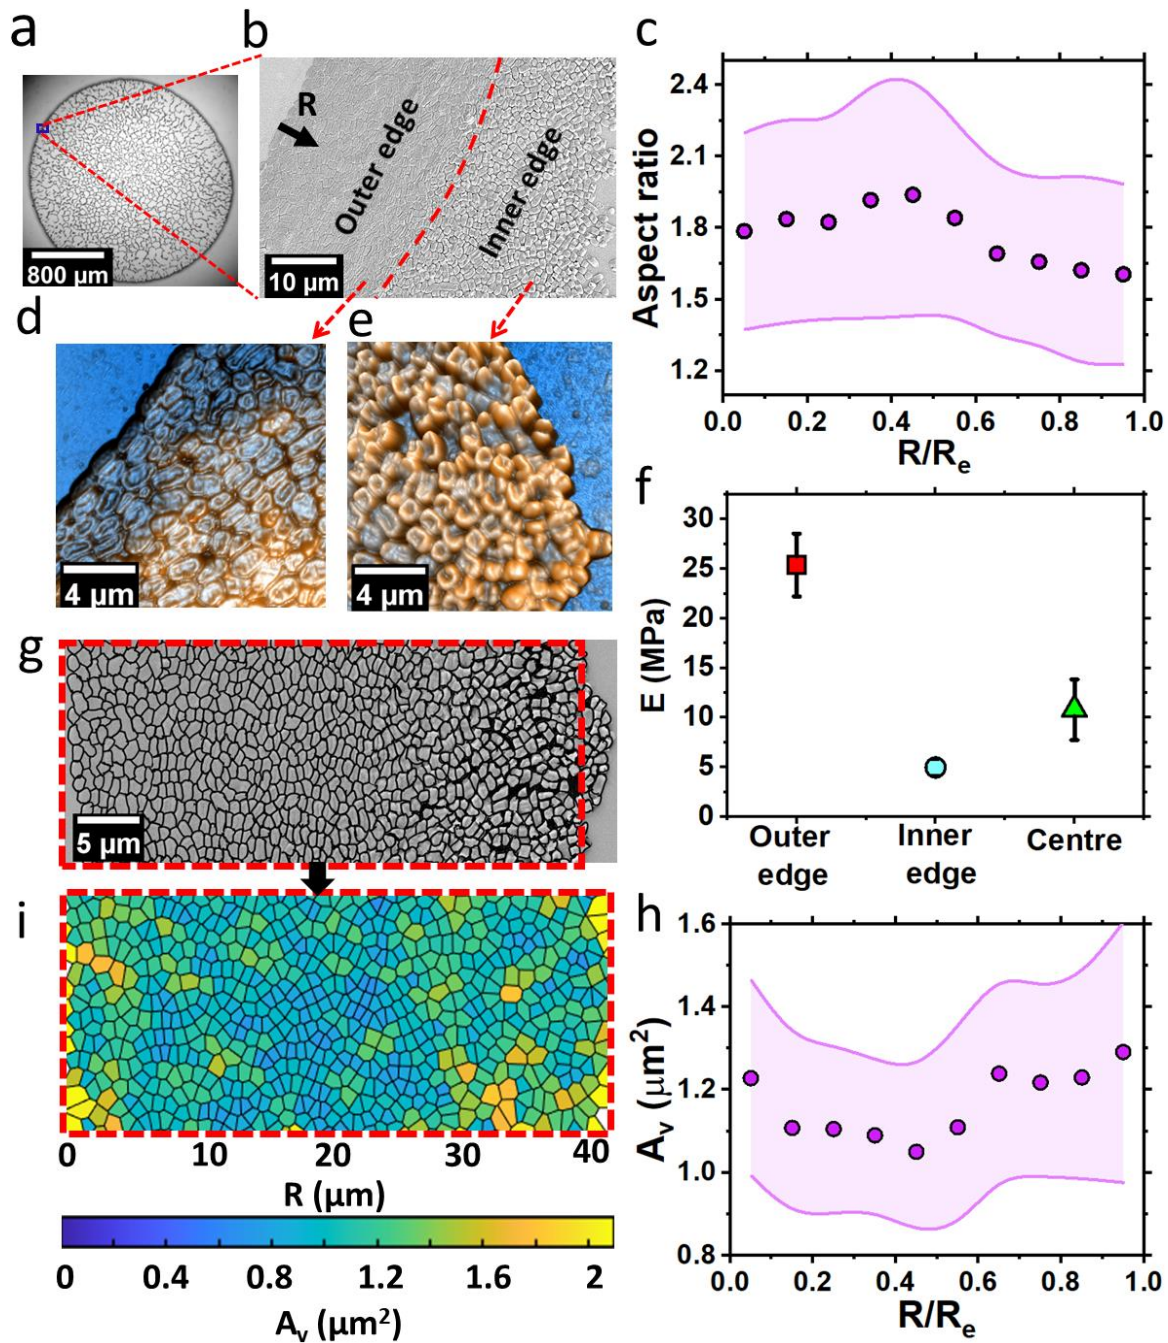 a
800 μm
b
R
Outer edge
Inner edge
10 μm
c
Aspect ratio
2.4
2.1
1.8
1.5
1.2
0.0 0.2 0.4 0.6 0.8 1.0
R/Rₑ
d
4 μm
e
4 μm
f
E (MPa)
30
25
20
15
10
5
0
Outer edge
Inner edge
Centre
g
5 μm
i
0 10 20 30 40
R (μm)
0 0.4 0.8 1.2 1.6 2
Aᵥ (μm²)
h
Aᵥ (μm²)
1.6
1.4
1.2
1.0
0.8
0.0 0.2 0.4 0.6 0.8 1.0
R/Rₑ